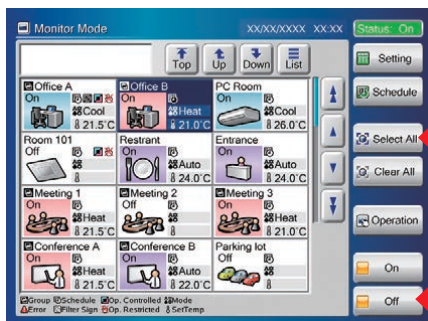 Monitor Mode XX/XX/XXXX XX:XX Status: On
Top Up Down List
Setting
Schedule
Select All
Clear All
Operation
On
Off
Office A
On
Cool
21.5°C
Office B
On
Heat
21.0°C
PC Room
On
Cool
26.0°C
Room 101
Off
Restrant
On
Auto
24.0°C
Entrance
On
Auto
24.0°C
Meeting 1
On
Heat
21.5°C
Meeting 2
Off
Meeting 3
On
Heat
21.0°C
Conference A
On
Heat
21.5°C
Conference B
On
Auto
22.0°C
Parking lot
Off
Group Schedule Op. Controlled Mode
Error Filter Sign Op. Restricted SetTemp